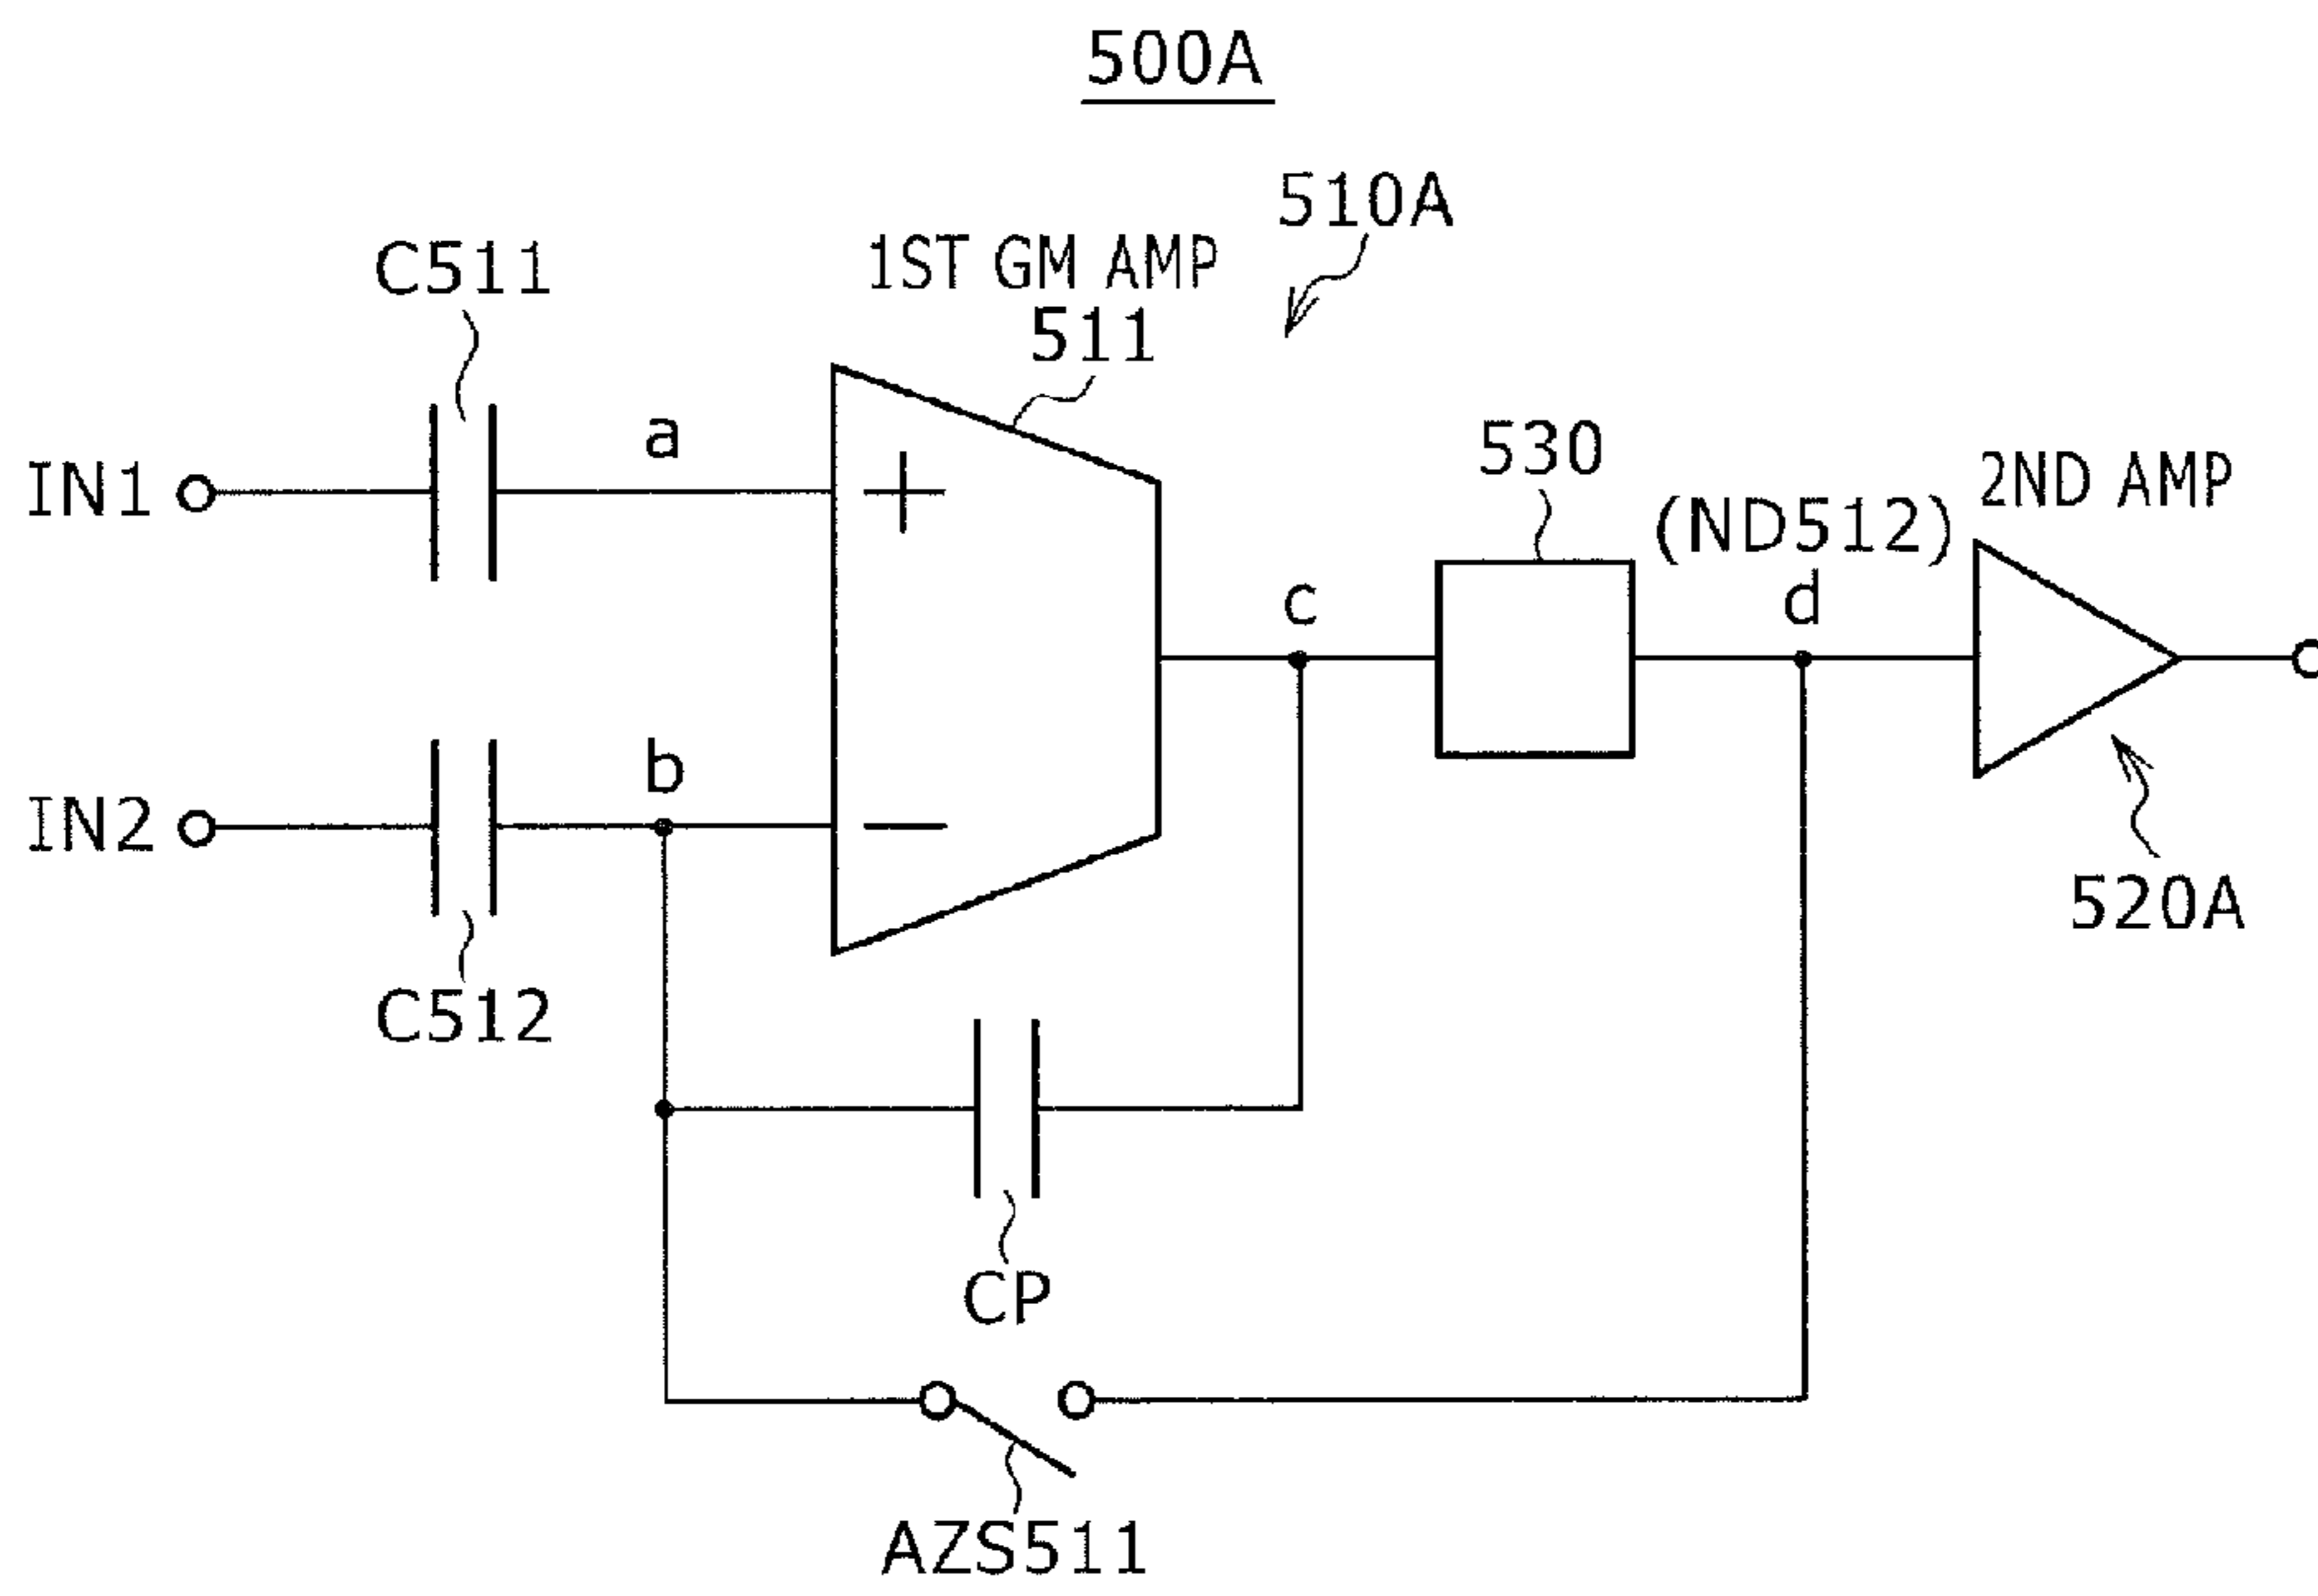 500A
510A
C511
1ST GM AMP
511
a
IN1
+
530
(ND512)
2ND AMP
c
d
b
IN2
−
520A
C512
CP
AZS511